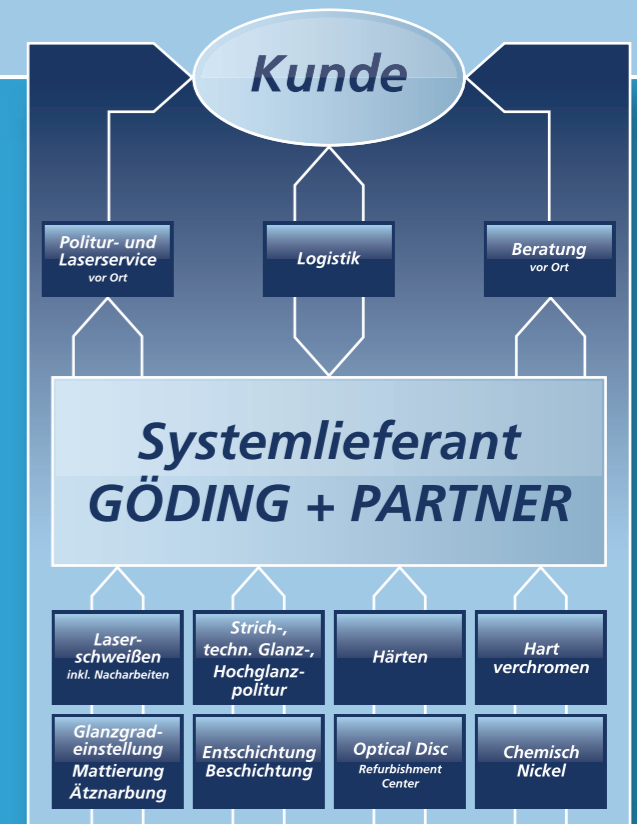 Kunde
Politur- und
Laserservice
vor Ort
Logistik
Beratung
vor Ort
Systemlieferant
GÖDING + PARTNER
Laser-
schweißen
inkl. Nacharbeiten
Strich-,
techn. Glanz-,
Hochglanz-
politur
Härten
Hart
verchromen
Glanzgrad-
einstellung
Mattierung
Ätznarbung
Entschichtung
Beschichtung
Optical Disc
Refurbishment
Center
Chemisch
Nickel